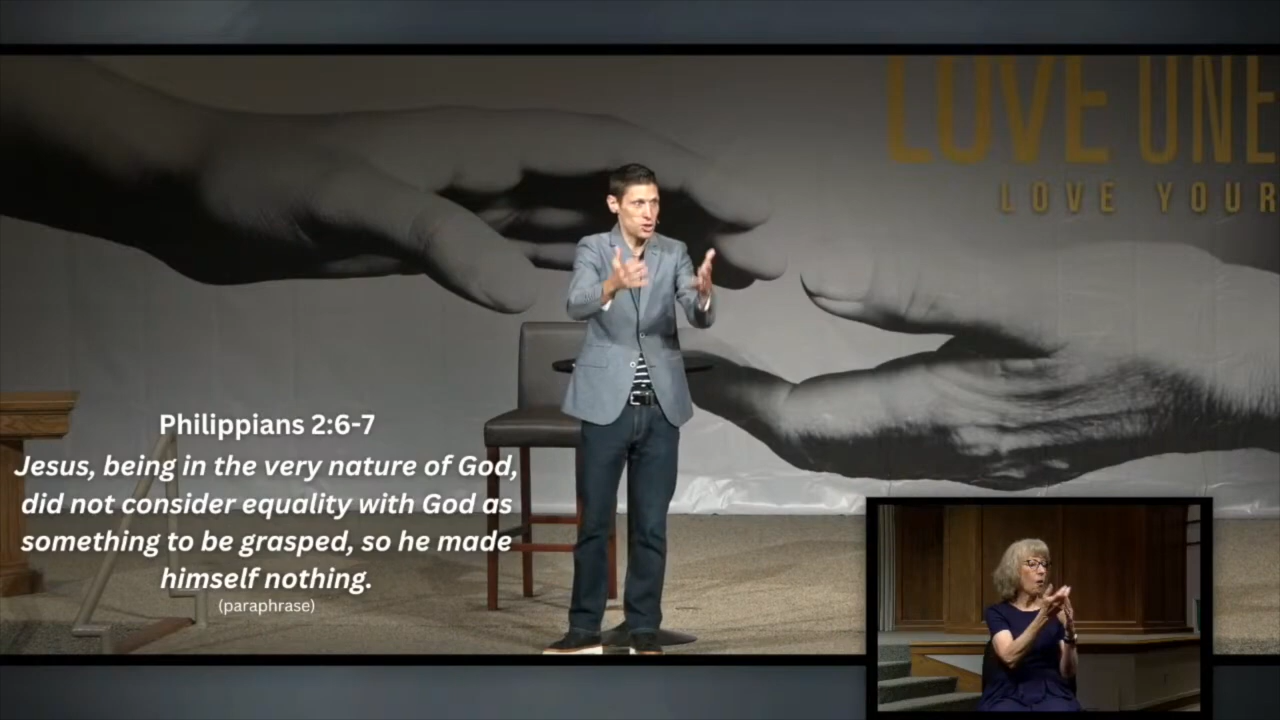 LOVE UNE
LOVE YOUR
Philippians 2:6-7
Jesus, being in the very nature of God,
did not consider equality with God as
something to be grasped, so he made
himself nothing.
(paraphrase)